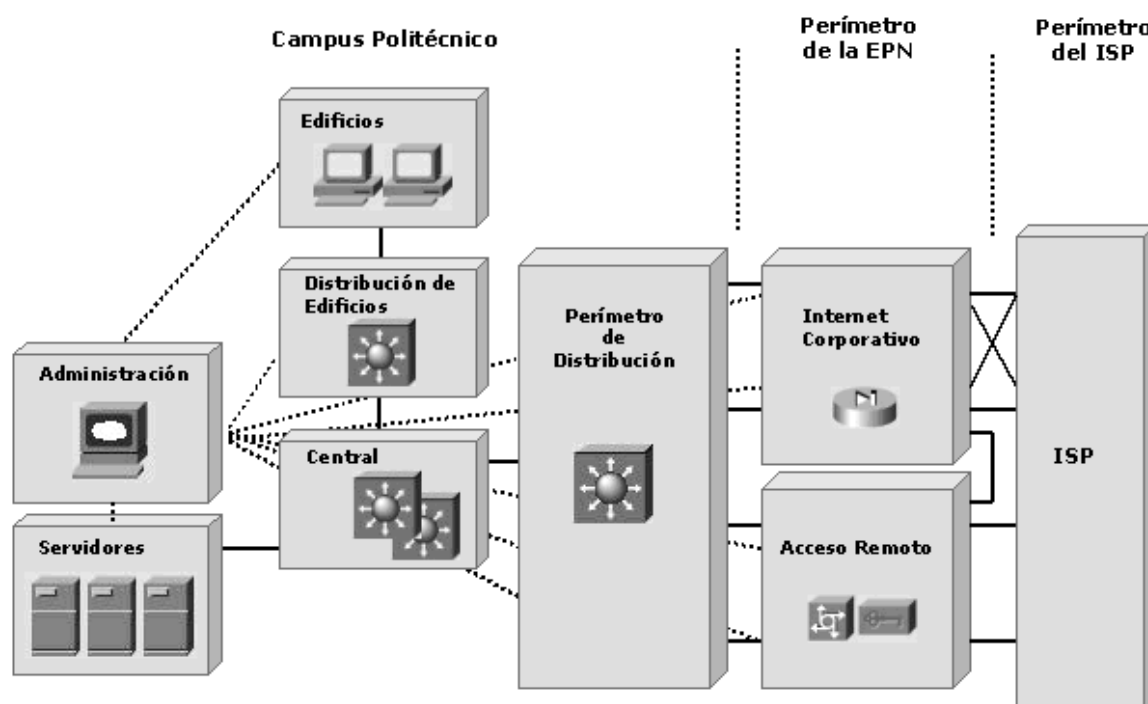 Campus Politécnico
Perímetro
de la EPN
Perímetro
del ISP
Edificios
Distribución de
Edificios
Administración
Central
Servidores
Perímetro
de
Distribución
Internet
Corporativo
Acceso Remoto
ISP